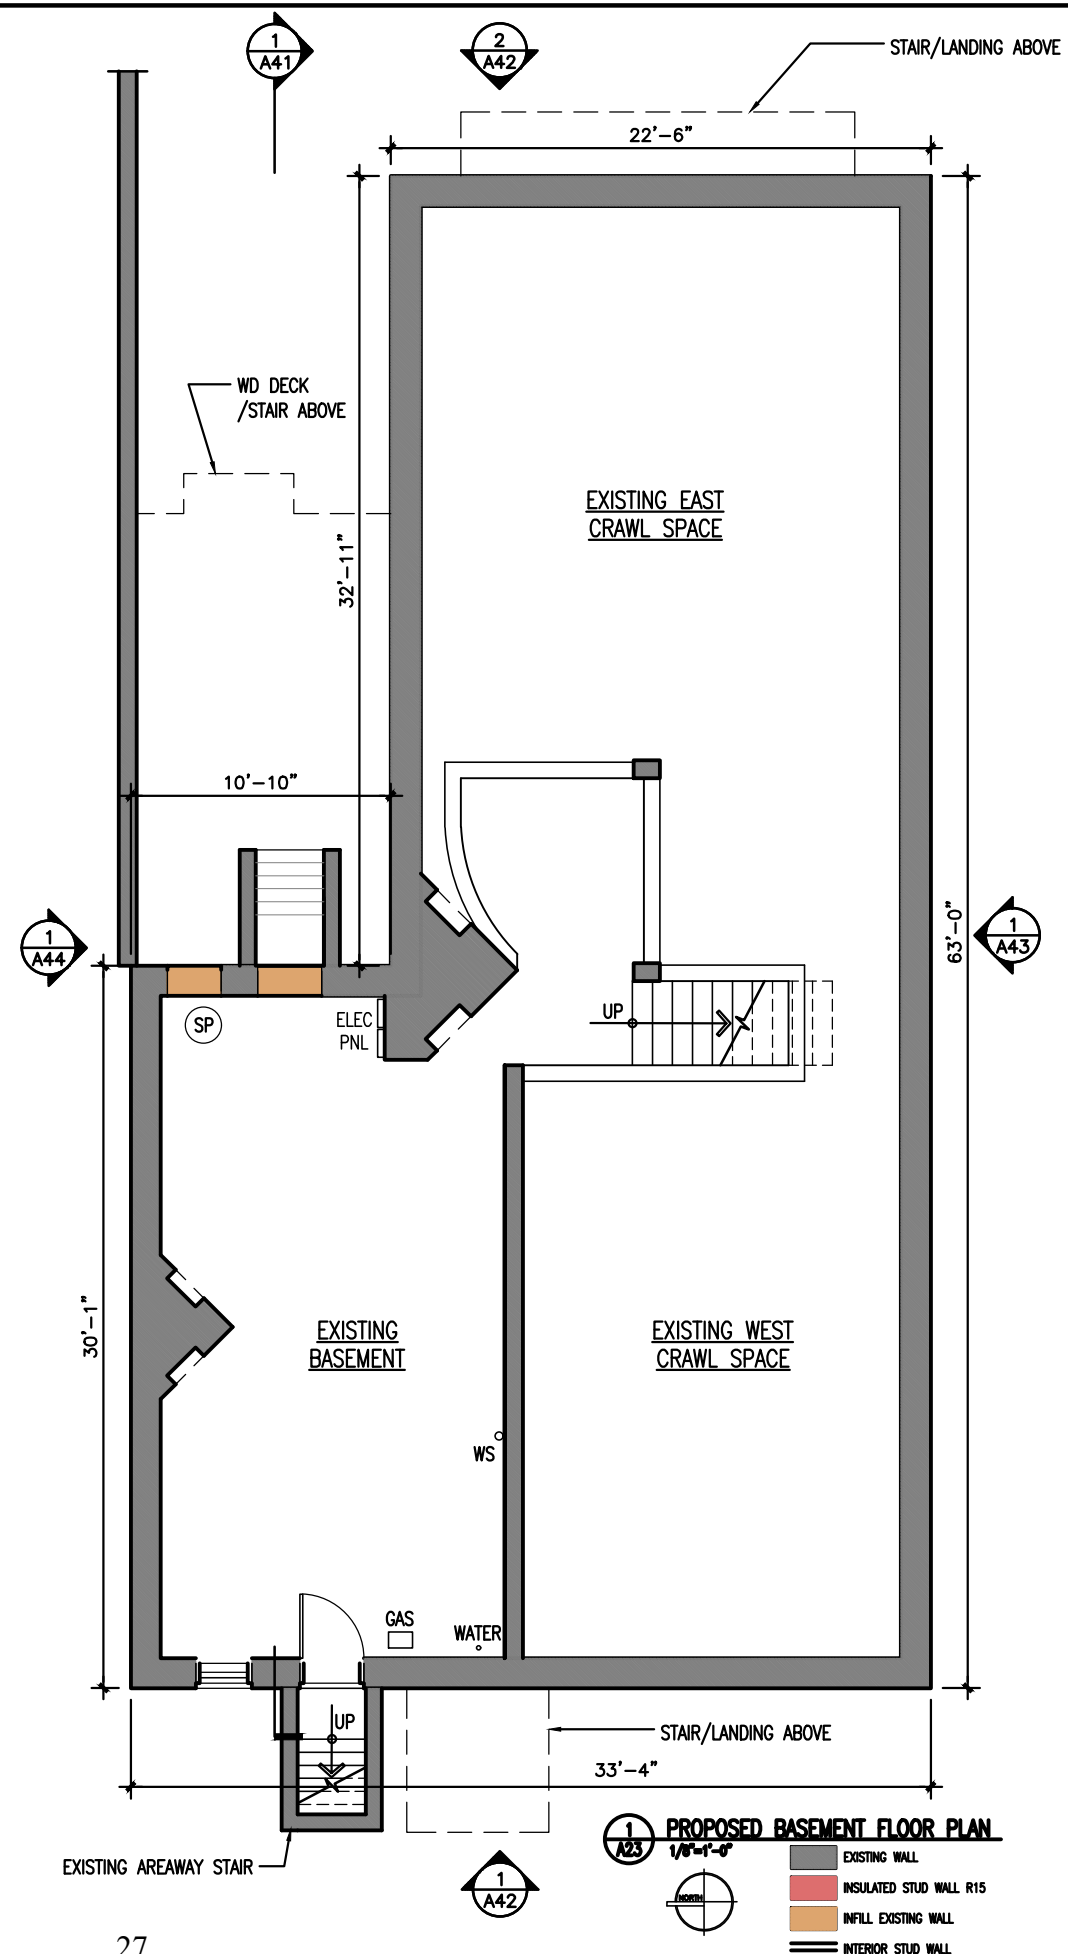 1
A41
2
A42
STAIR/LANDING ABOVE
22'-6"
WD DECK
/STAIR ABOVE
32'-11"
EXISTING EAST
CRAWL SPACE
10'-10"
1
A44
63'-0"
1
A43
SP
ELEC
PNL
UP
30'-1"
EXISTING
BASEMENT
EXISTING WEST
CRAWL SPACE
WS
GAS
WATER
UP
STAIR/LANDING ABOVE
33'-4"
EXISTING AREAWAY STAIR
1
A42
1
A23
PROPOSED BASEMENT FLOOR PLAN
1/8"=1'-0"
NORTH
EXISTING WALL
INSULATED STUD WALL R15
INFILL EXISTING WALL
INTERIOR STUD WALL
27